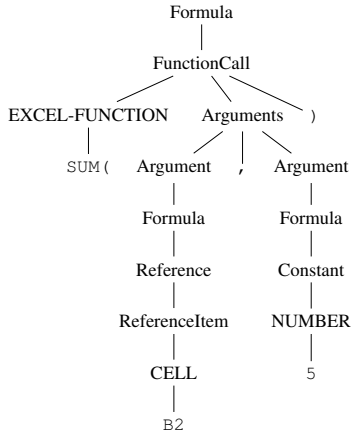 Formula
FunctionCall
EXCEL-FUNCTION Arguments )
SUM( Argument , Argument
Formula Formula
Reference Constant
ReferenceItem NUMBER
CELL 5
B2